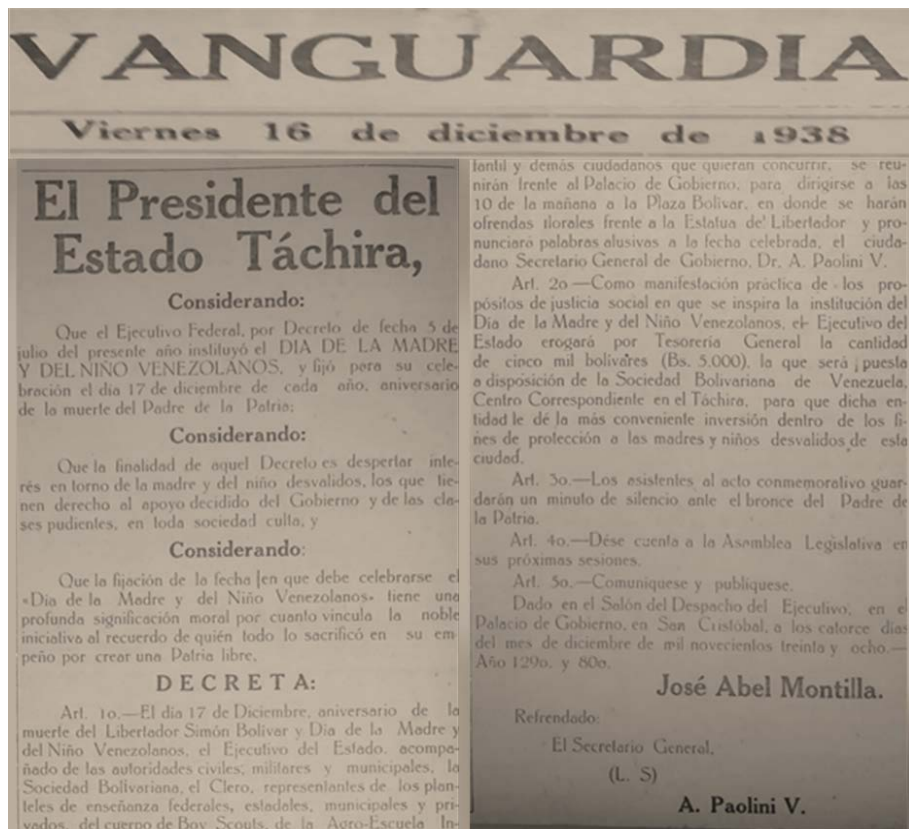 VANGUARDIA
Viernes 16 de diciembre de 1938
El Presidente del
Estado Táchira,
Considerando:
Que el Ejecutivo Federal, por Decreto de fecha 5 de
julio del presente año instituyó el DIA DE LA MADRE
Y DEL NIÑO VENEZOLANOS, y fijó para su cele-
bración el día 17 de diciembre de cada año, aniversario
de la muerte del Padre de la Patria;
Considerando:
Que la finalidad de aquel Decreto es despertar inte-
rés en torno de la madre y del niño desvalidos, los que tie-
nen derecho al apoyo decidido del Gobierno y de las cla-
ses pudientes, en toda sociedad culta, y
Considerando:
Que la fijación de la fecha en que debe celebrarse el
«Dia de la Madre y del Niño Venezolanos» tiene una
profunda significación moral por cuanto vincula la noble
iniciativa al recuerdo de quién todo lo sacrificó en su em-
peño por crear una Patria libre,
DECRETA:
Art. 1o.—El dia 17 de Diciembre, aniversario de la
muerte del Libertador Simón Bolívar y Dia de la Madre y
del Niño Venezolanos, el Ejecutivo del Estado, acompa-
ñado de las autoridades civiles, militares y municipales, la
Sociedad Bolivariana, el Clero, representantes de los plan-
teles de enseñanza federales, estadales, municipales y pri-
vados, del cuerpo de Boy Scouts, de la Agro-Escuela In-
fantil y demás ciudadanos que quieran concurrir, se reu-
nirán frente al Palacio de Gobierno, para dirigirse a las
10 de la mañana a la Plaza Bolívar, en donde se harán
ofrendas florales frente a la Estatua del Libertador y pro-
nunciará palabras alusivas a la fecha celebrada, el ciuda-
dano Secretario General de Gobierno, Dr. A. Paolini V.
Art. 2o—Como manifestación práctica de los pro-
pósitos de justicia social en que se inspira la institución del
Dia de la Madre y del Niño Venezolanos, el Ejecutivo del
Estado erogará por Tesorería General la cantidad
de cinco mil bolívares (Bs. 5.000), la que será puesta
a disposición de la Sociedad Bolivariana de Venezuela,
Centro Correspondiente en el Táchira, para que dicha en-
tidad le dé la más conveniente inversión dentro de los fi-
nes de protección a las madres y niños desvalidos de esta
ciudad.
Art. 3o.—Los asistentes al acto conmemorativo guar-
darán un minuto de silencio ante el bronce del Padre de
la Patria.
Art. 4o.—Dése cuenta a la Asamblea Legislativa en
sus próximas sesiones.
Art. 5o.—Comuníquese y publíquese.
Dado en el Salón del Despacho del Ejecutivo, en el
Palacio de Gobierno, en San Cristóbal, a los catorce dias
del mes de diciembre de mil novecientos treinta y ocho.—
Año 129o. y 80o.
José Abel Montilla.
Refrendado:
El Secretario General,
(L. S)
A. Paolini V.